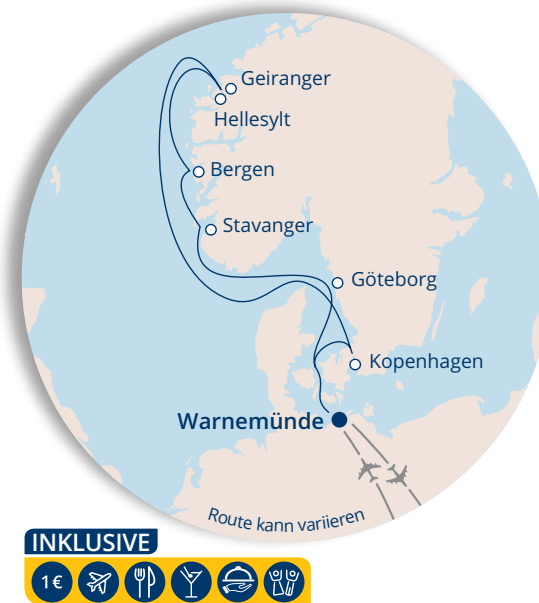 Geiranger
Hellesylt
Bergen
Stavanger
Göteborg
Kopenhagen
Warnemünde
Route kann variieren
INKLUSIVE
1 €